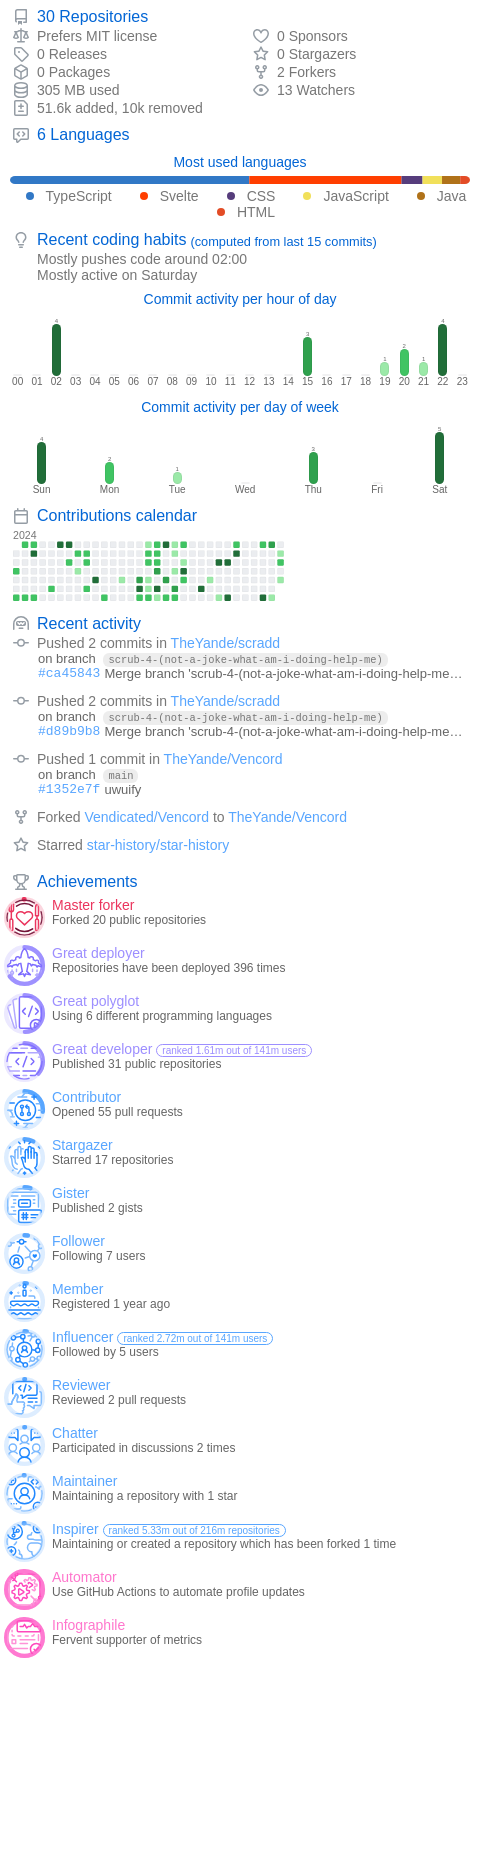 30 Repositories
Prefers MIT license
0 Sponsors
0 Releases
0 Stargazers
0 Packages
2 Forkers
305 MB used
13 Watchers
51.6k added, 10k removed
6 Languages
Most used languages
TypeScript Svelte CSS JavaScript Java
HTML
Recent coding habits (computed from last 15 commits)
Mostly pushes code around 02:00
Mostly active on Saturday
Commit activity per hour of day
4 3 1 2 1 4
00 01 02 03 04 05 06 07 08 09 10 11 12 13 14 15 16 17 18 19 20 21 22 23
Commit activity per day of week
4 2 1 3 5
Sun Mon Tue Wed Thu Fri Sat
Contributions calendar
2024
Recent activity
Pushed 2 commits in TheYande/scradd
on branch scrub-4-(not-a-joke-what-am-i-doing-help-me)
#ca45843 Merge branch 'scrub-4-(not-a-joke-what-am-i-doing-help-me…
Pushed 2 commits in TheYande/scradd
on branch scrub-4-(not-a-joke-what-am-i-doing-help-me)
#d89b9b8 Merge branch 'scrub-4-(not-a-joke-what-am-i-doing-help-me…
Pushed 1 commit in TheYande/Vencord
on branch main
#1352e7f uwuify
Forked Vendicated/Vencord to TheYande/Vencord
Starred star-history/star-history
Achievements
Master forker
Forked 20 public repositories
Great deployer
Repositories have been deployed 396 times
Great polyglot
Using 6 different programming languages
Great developer ranked 1.61m out of 141m users
Published 31 public repositories
Contributor
Opened 55 pull requests
Stargazer
Starred 17 repositories
Gister
Published 2 gists
Follower
Following 7 users
Member
Registered 1 year ago
Influencer ranked 2.72m out of 141m users
Followed by 5 users
Reviewer
Reviewed 2 pull requests
Chatter
Participated in discussions 2 times
Maintainer
Maintaining a repository with 1 star
Inspirer ranked 5.33m out of 216m repositories
Maintaining or created a repository which has been forked 1 time
Automator
Use GitHub Actions to automate profile updates
Infographile
Fervent supporter of metrics